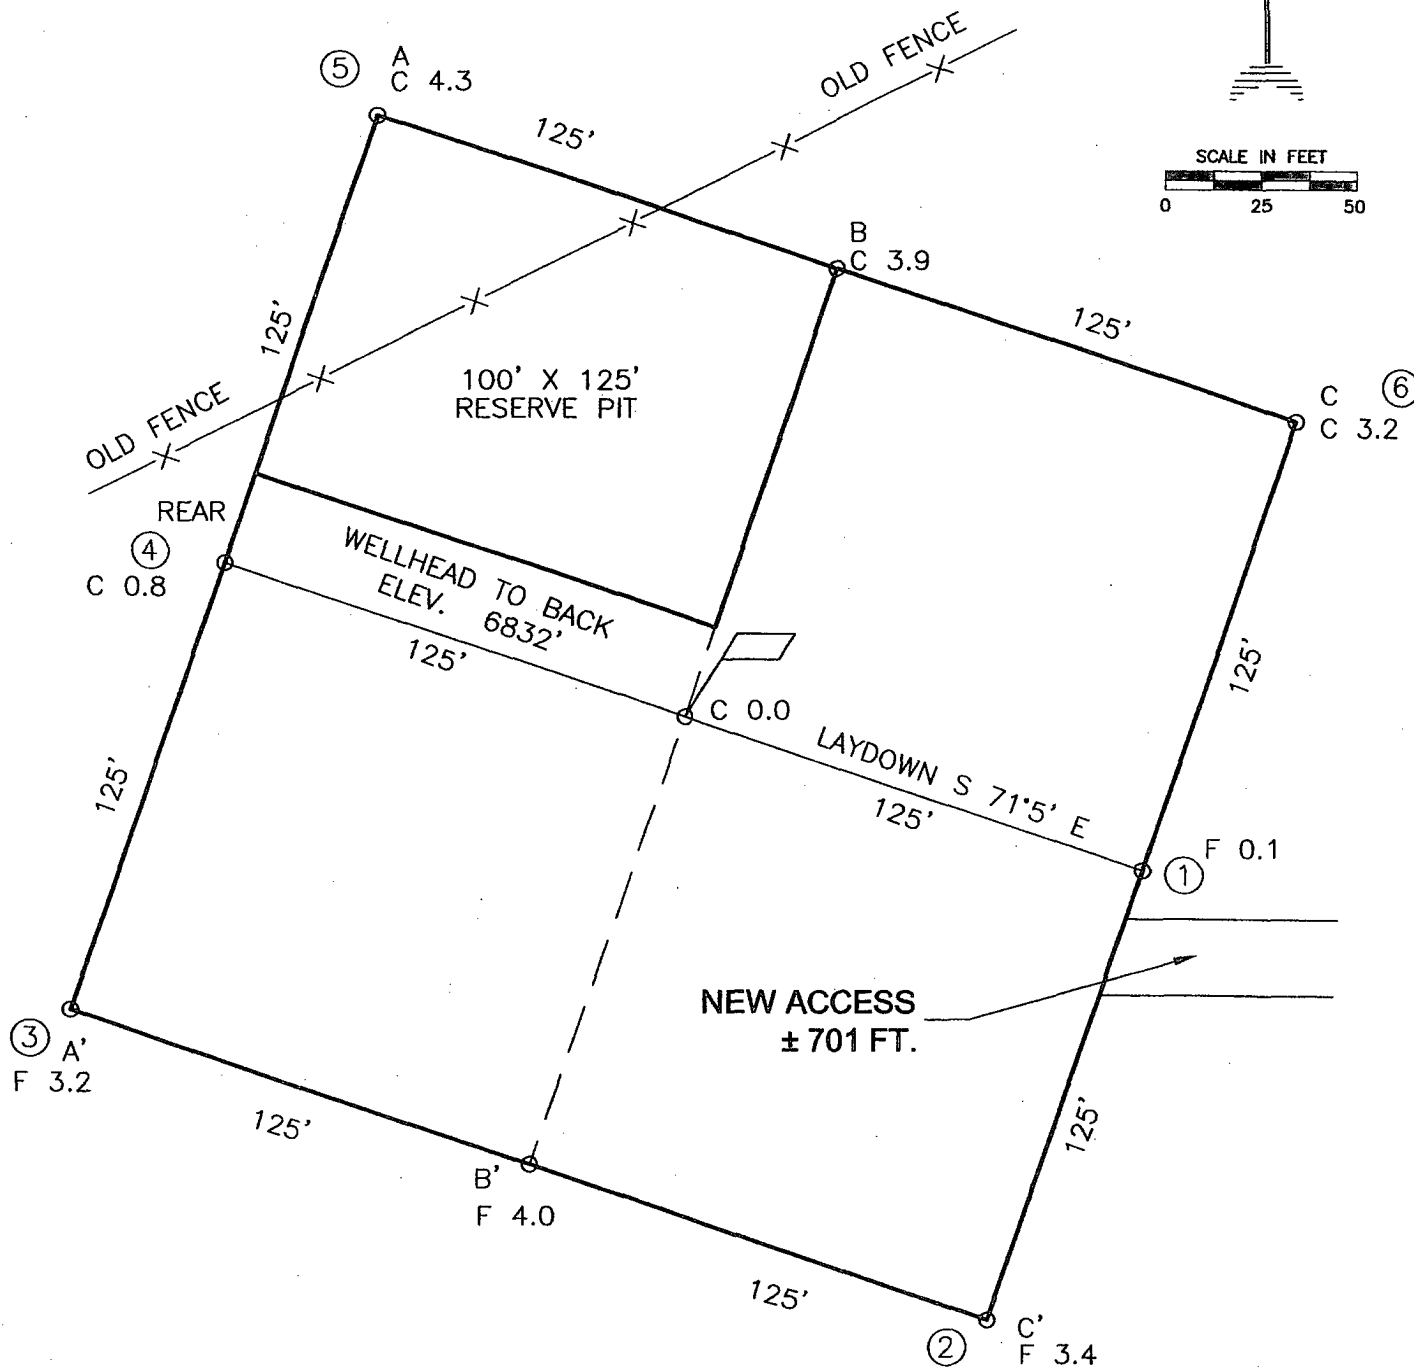 OLD FENCE
⑤
A
C 4.3
125'
SCALE IN FEET
0 25 50
B
C 3.9
125'
125'
C
⑥
C 3.2
100' X 125'
RESERVE PIT
OLD FENCE
REAR
④
C 0.8
WELLHEAD TO BACK
ELEV. 6832'
125'
125'
C 0.0
LAYDOWN S 71°5' E
125'
125'
F 0.1
①
NEW ACCESS
± 701 FT.
③ A'
F 3.2
125'
125'
B'
F 4.0
125'
② C'
F 3.4